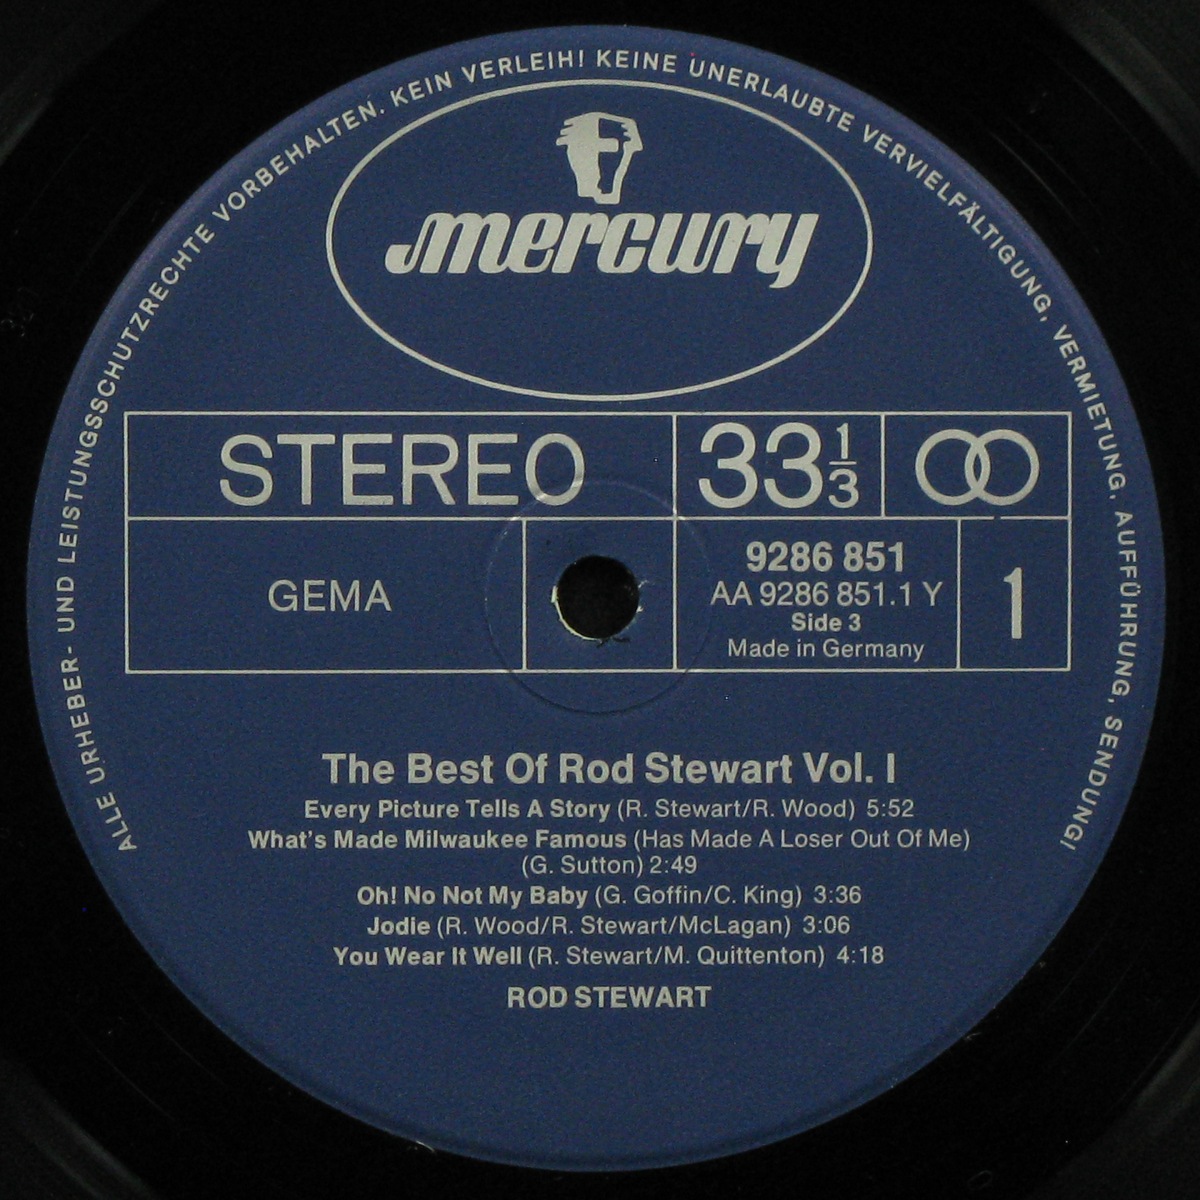 ALLE URHEBER- UND LEISTUNGSSCHUTZRECHTE VORBEHALTEN. KEIN VERLEIH! KEINE UNERLAUBTE VERVIELFÄLTIGUNG, VERMIETUNG, AUFFÜHRUNG, SENDUNG!
mercury
STEREO 33 1/3
GEMA
9286 851
AA 9286 851.1 Y
Side 3
Made in Germany
1
The Best Of Rod Stewart Vol. I
Every Picture Tells A Story (R. Stewart/R. Wood) 5:52
What's Made Milwaukee Famous (Has Made A Loser Out Of Me)
(G. Sutton) 2:49
Oh! No Not My Baby (G. Goffin/C. King) 3:36
Jodie (R. Wood/R. Stewart/McLagan) 3:06
You Wear It Well (R. Stewart/M. Quittenton) 4:18
ROD STEWART